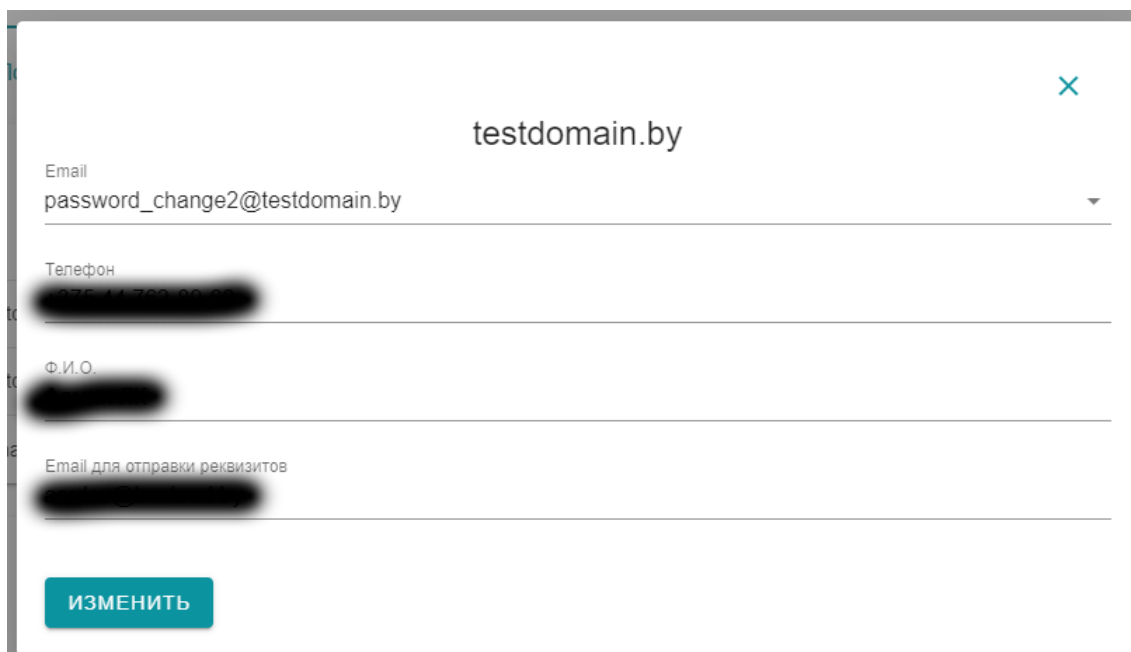 testdomain.by
Email
password_change2@testdomain.by
Телефон
Ф.И.О.
Email для отправки реквизитов
ИЗМЕНИТЬ